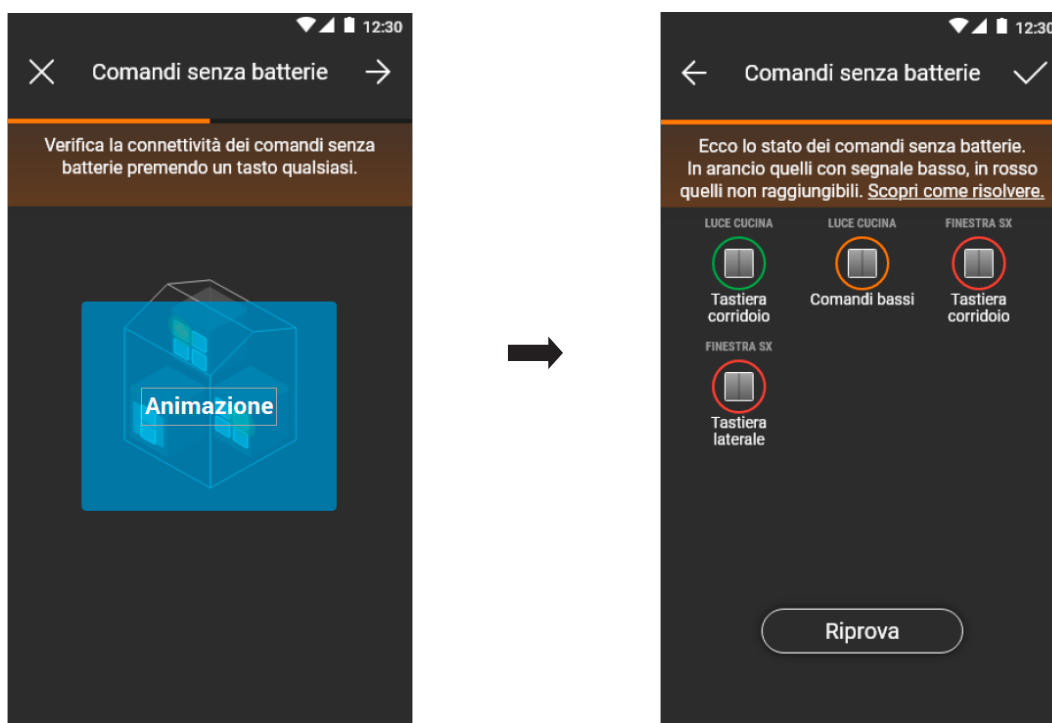 12:30
Comandi senza batterie
Verifica la connettività dei comandi senza
batterie premendo un tasto qualsiasi.
Animazione
12:30
Comandi senza batterie
Ecco lo stato dei comandi senza batterie.
In arancio quelli con segnale basso, in rosso
quelli non raggiungibili. Scopri come risolvere.
LUCE CUCINA
Tastiera
corridoio
LUCE CUCINA
Comandi bassi
FINESTRA SX
Tastiera
corridoio
FINESTRA SX
Tastiera
laterale
Riprova